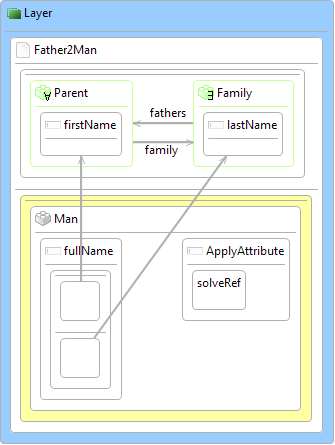 Layer
Father2Man
∀ Parent
∃ Family
firstName
fathers
lastName
family
Man
fullName
ApplyAttribute
solveRef